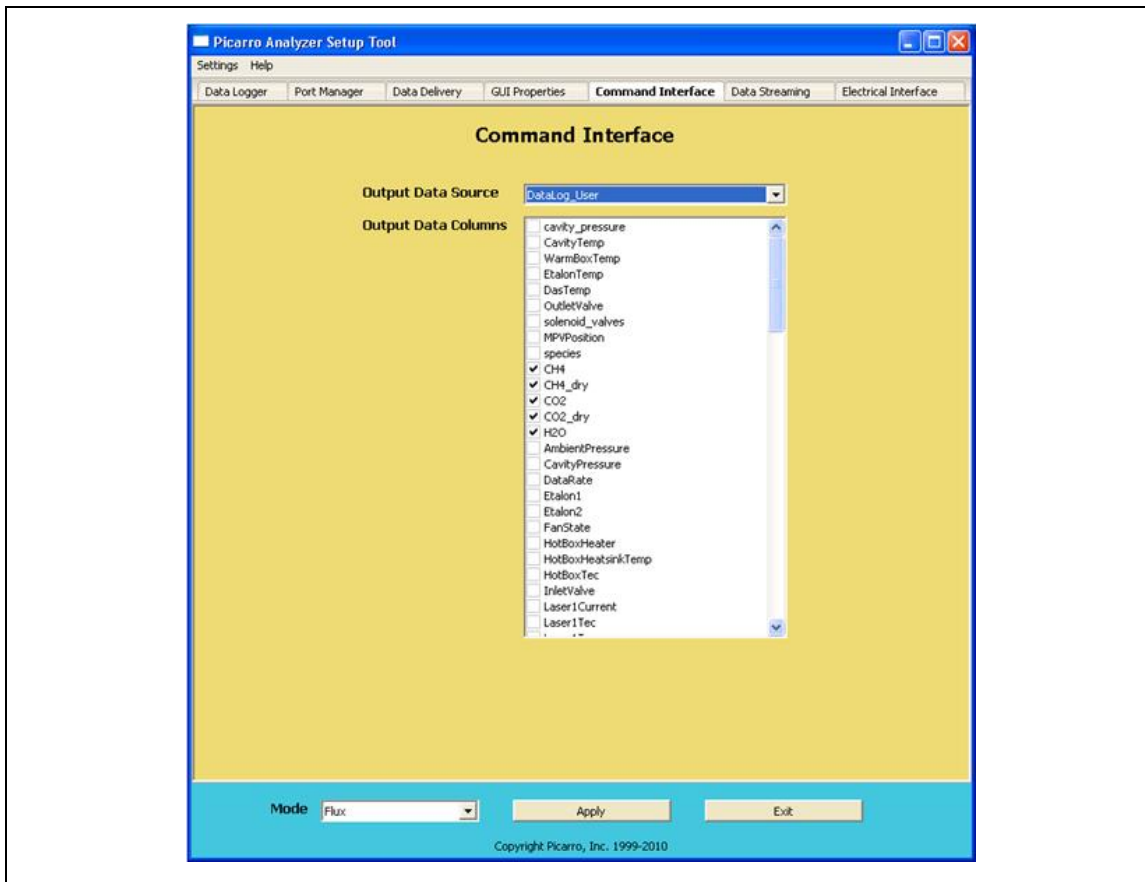 Picarro Analyzer Setup Tool
Settings Help
Data Logger Port Manager Data Delivery GUI Properties Command Interface Data Streaming Electrical Interface
Command Interface
Output Data Source DataLog_User
Output Data Columns
cavity_pressure
CavityTemp
WarmBoxTemp
EtalonTemp
DasTemp
OutletValve
solenoid_valves
MPVPosition
species
CH4
CH4_dry
CO2
CO2_dry
H2O
AmbientPressure
CavityPressure
DataRate
Etalon1
Etalon2
FanState
HotBoxHeater
HotBoxHeatsinkTemp
HotBoxTec
InletValve
Laser1Current
Laser1Tec
Mode Flux Apply Exit
Copyright Picarro, Inc. 1999-2010